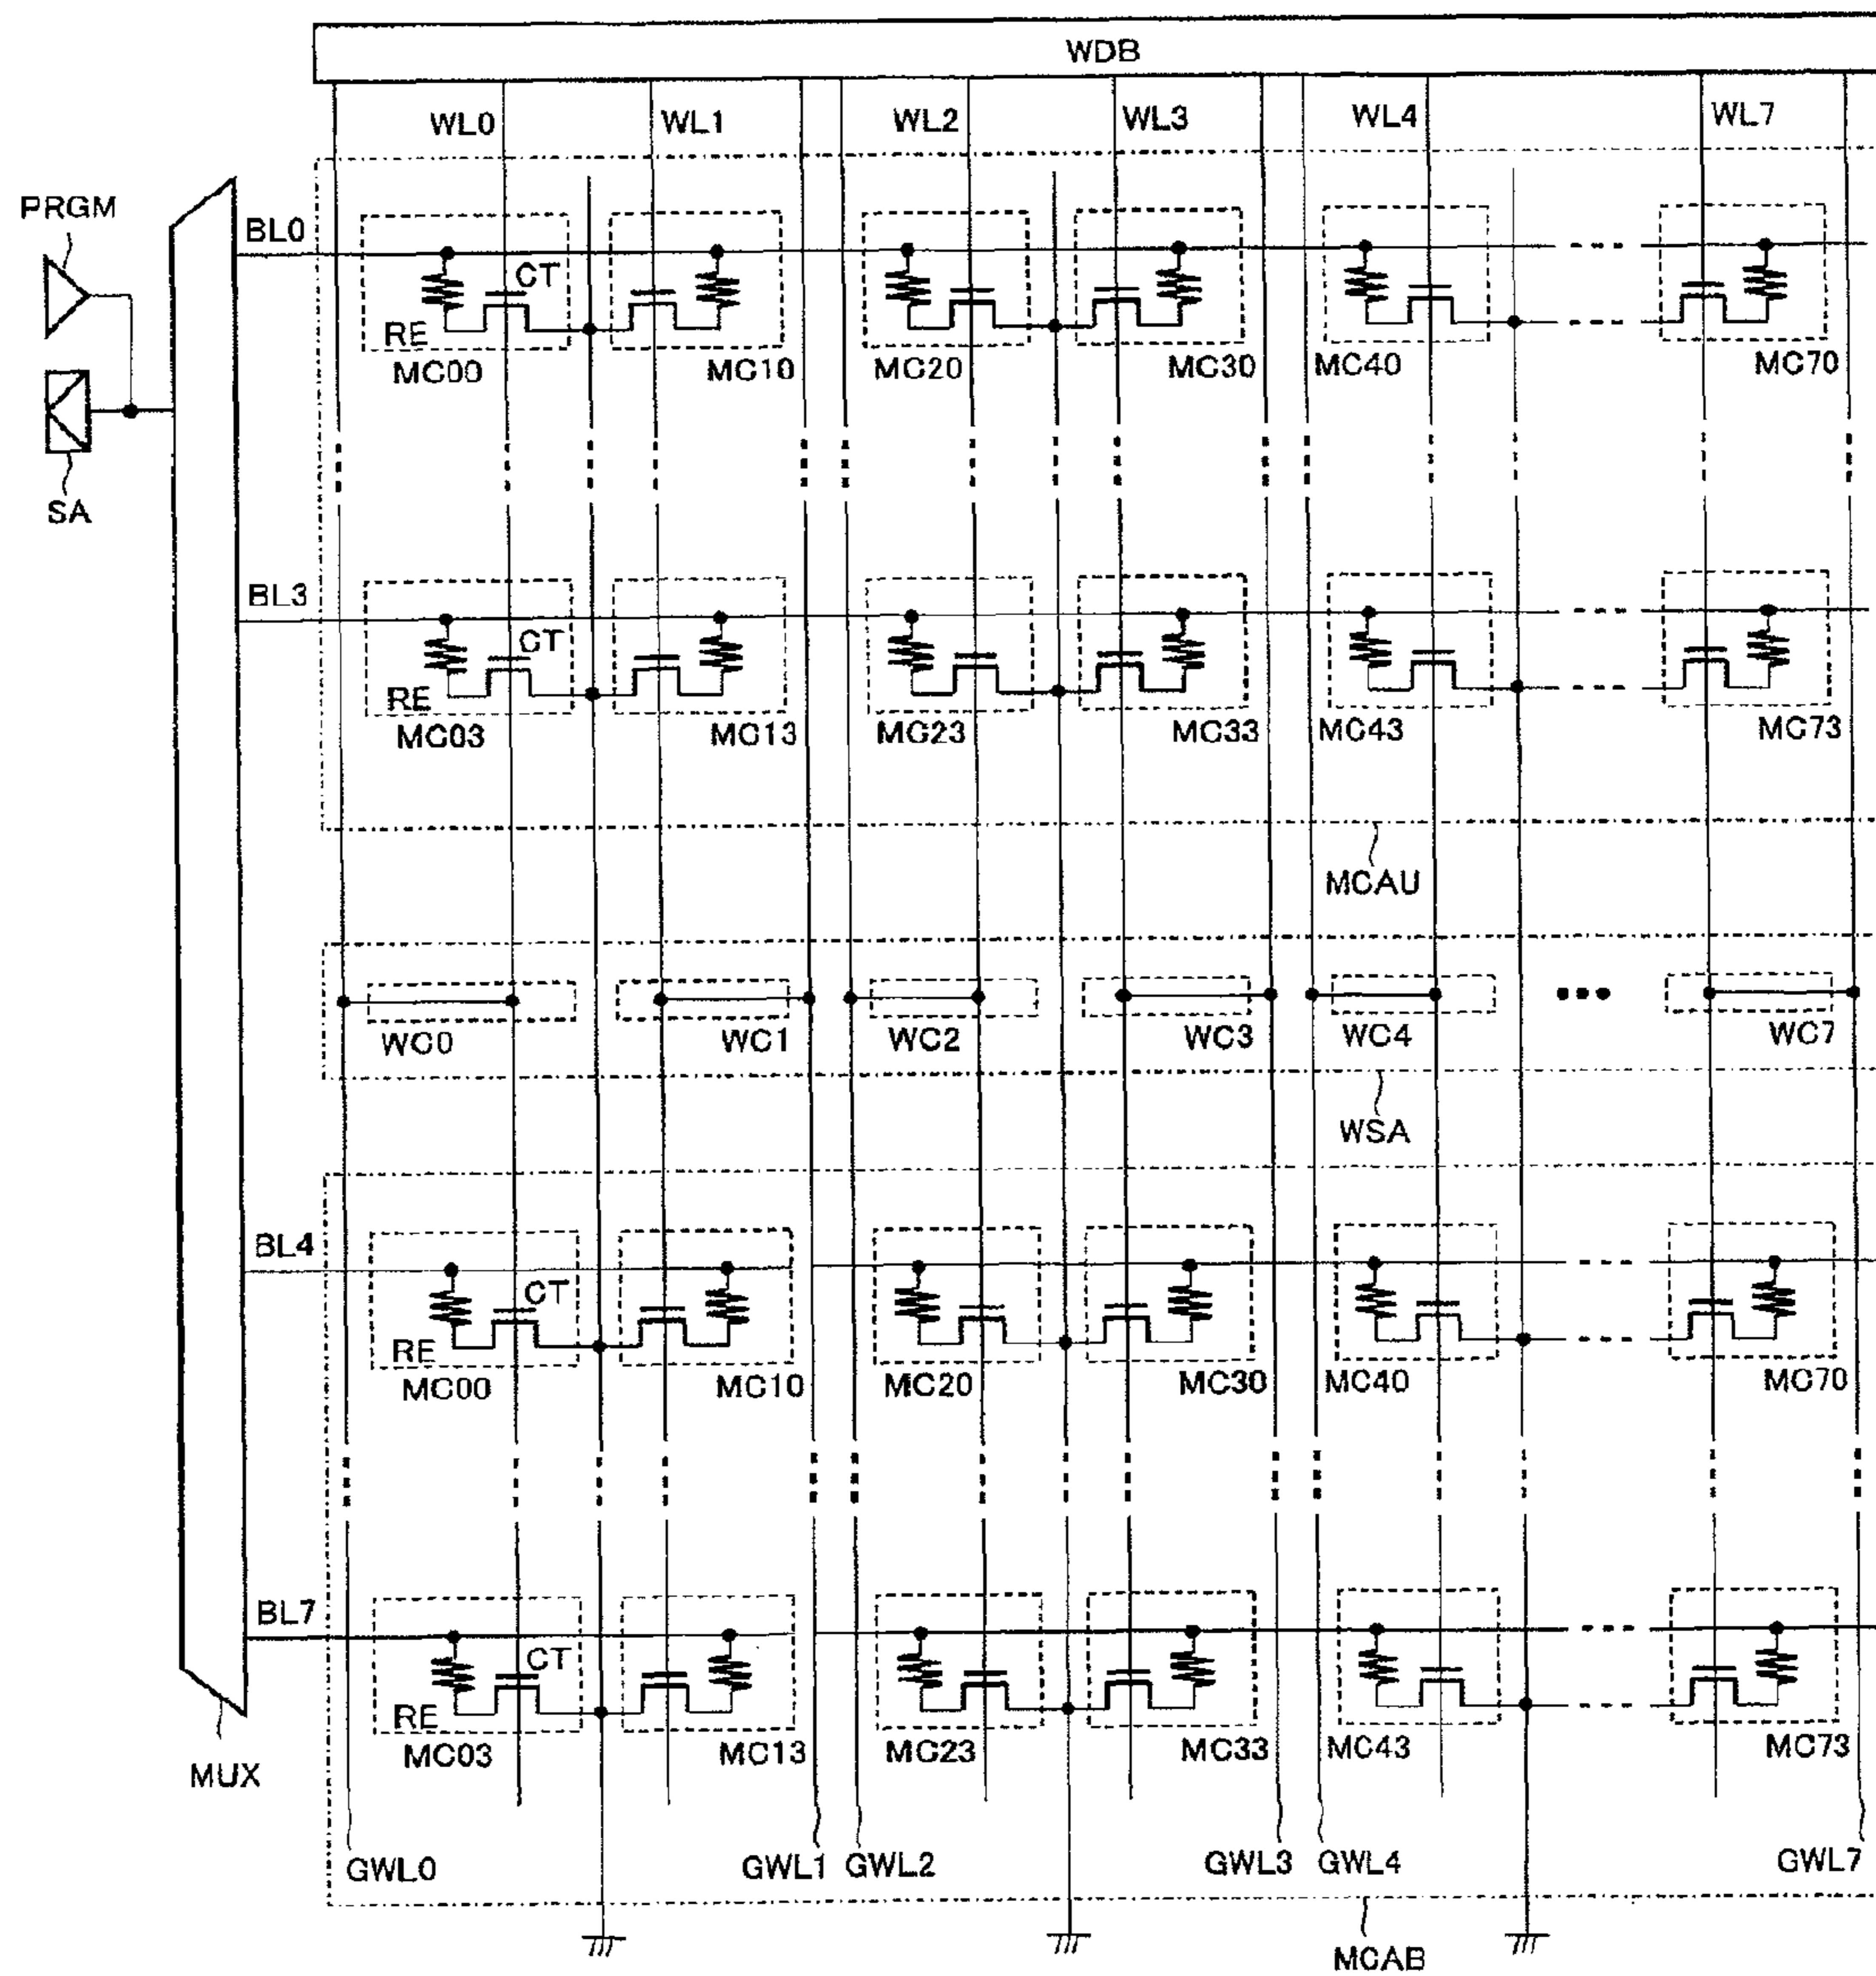 WDB
WL0 WL1 WL2 WL3 WL4 WL7
PRGM
BL0
CT
RE
MC00 MC10 MC20 MC30 MC40 MC70
SA
BL3
CT
RE
MC03 MC13 MC23 MC33 MC43 MC73
MCAU
WC0 WC1 WC2 WC3 WC4 WC7
WSA
BL4
CT
RE
MC00 MC10 MC20 MC30 MC40 MC70
BL7
CT
RE
MC03 MC13 MC23 MC33 MC43 MC73
MUX
GWL0 GWL1 GWL2 GWL3 GWL4 GWL7
MCAB